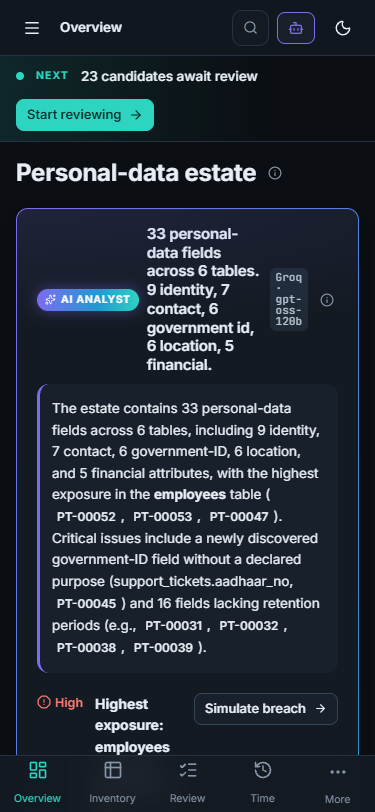 Overview
NEXT 23 candidates await review
Start reviewing →
Personal-data estate
AI ANALYST
33 personal-
data fields
across 6 tables.
9 identity, 7
contact, 6
government id,
6 location, 5
financial.
Groq
·
gpt-
oss-
120b
The estate contains 33 personal-data
fields across 6 tables, including 9 identity,
7 contact, 6 government-ID, 6 location,
and 5 financial attributes, with the highest
exposure in the employees table (
PT-00052 , PT-00053 , PT-00047 ).
Critical issues include a newly discovered
government-ID field without a declared
purpose (support_tickets.aadhaar_no,
PT-00045 ) and 16 fields lacking retention
periods (e.g., PT-00031 , PT-00032 ,
PT-00038 , PT-00039 ).
High
Highest
exposure:
employees
Simulate breach →
Overview Inventory Review Time More